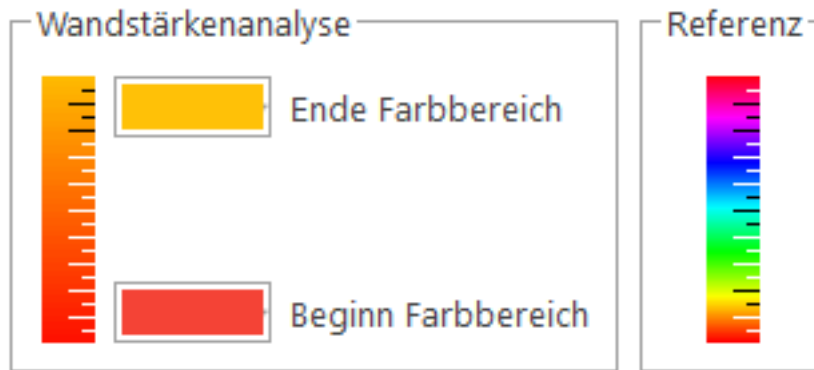 Wandstärkenanalyse
Referenz
Ende Farbbereich
Beginn Farbbereich